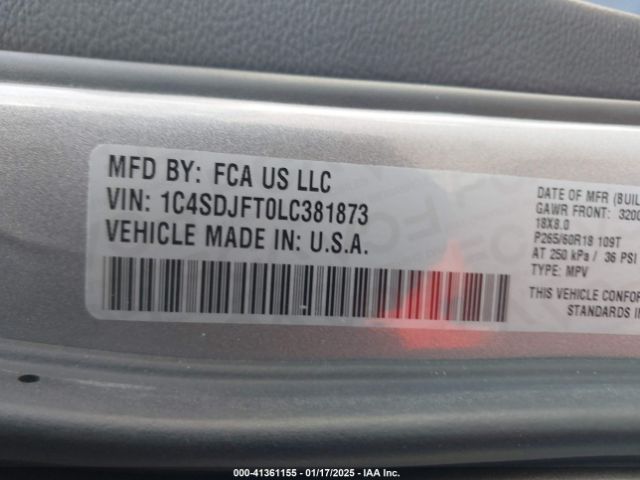 MFD BY: FCA US LLC
VIN: 1C4SDJFT0LC381873
VEHICLE MADE IN: U.S.A.
DATE OF MFR (BUIL
GAWR FRONT: 320
18X8.0
P265/60R18 109T
AT 250 kPa / 36 PSI
TYPE: MPV
THIS VEHICLE CONFOR
STANDARDS IN
000-41361155 - 01/17/2025 - IAA Inc.